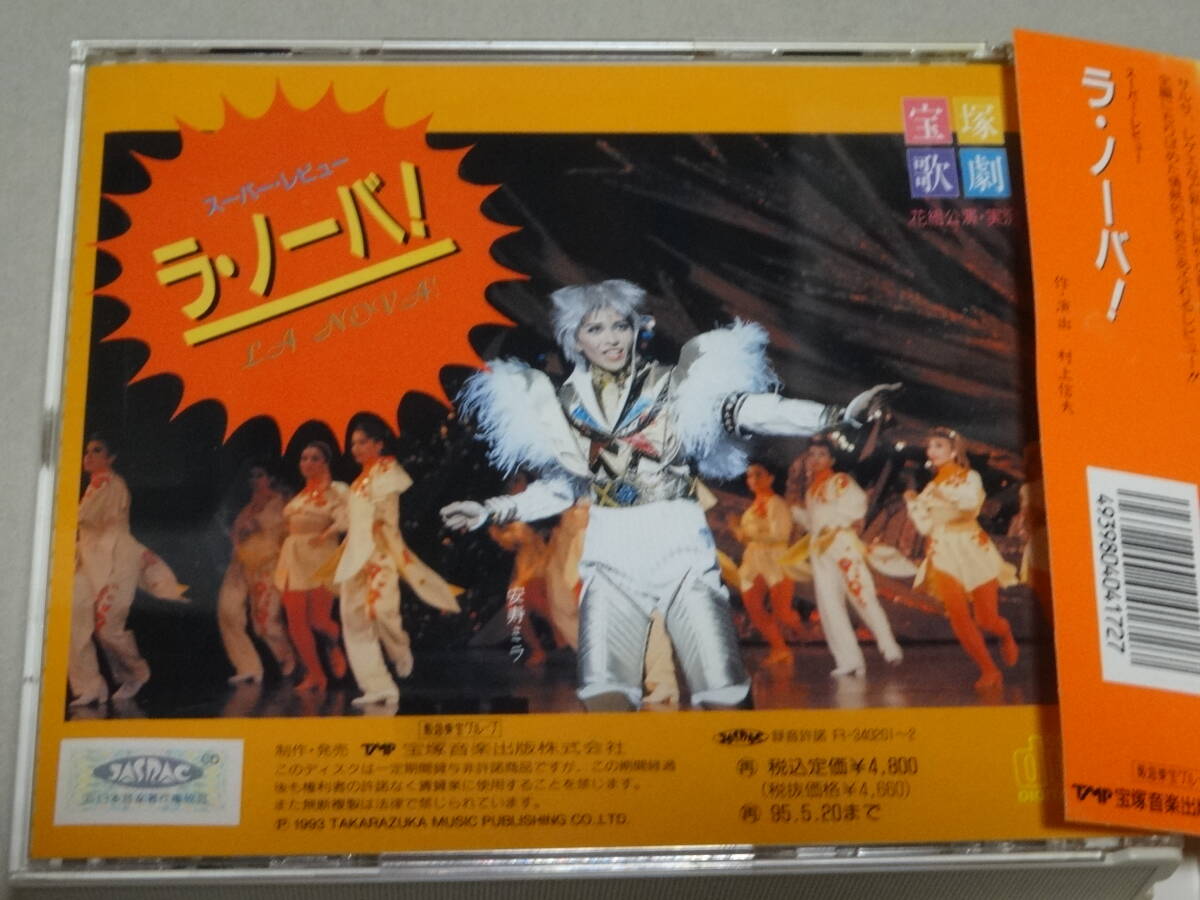 スーパー・レビュー
ラ・ノーバ!
LA NOVA!
宝塚
歌劇
花組公演・実況
安寿ミラ
阪急東宝グループ
制作・発売 TMP 宝塚音楽出版株式会社
このディスクは一定期間貸与非許諾商品ですが、この期間経過
後も権利者の許諾なく賃貸業に使用することを禁じます。
また無断複製は法律で禁じられています。
Ⓟ 1993 TAKARAZUKA MUSIC PUBLISHING CO.,LTD.
JASRAC
録音許諾 R-340201~2
再 税込定価¥4,800
(税抜価格¥4,660)
再 95.5.20まで
スーパー・レビュー
ラ・ノーバ!
作・演出 村上信夫
4939804041727
阪急東宝グル
TMP 宝塚音楽出